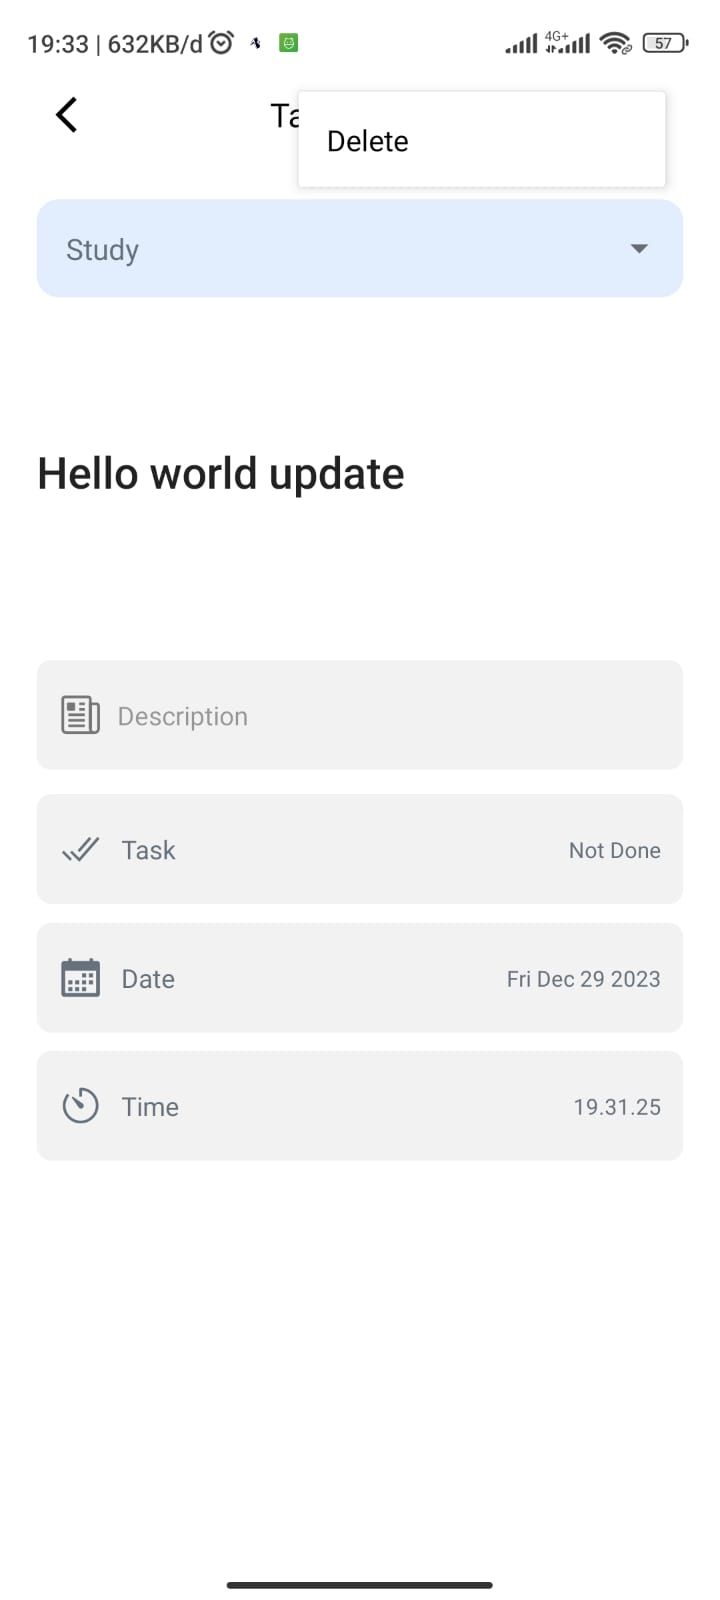 19:33 | 632KB/d
4G+
57
Ta
Delete
Study
Hello world update
Description
Task
Not Done
Date
Fri Dec 29 2023
Time
19.31.25